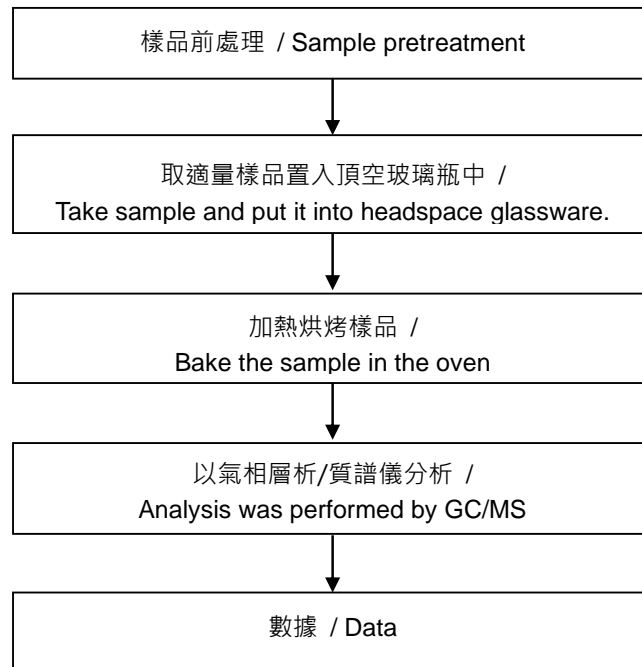 樣品前處理 / Sample pretreatment
取適量樣品置入頂空玻璃瓶中 /
Take sample and put it into headspace glassware.
加熱烘烤樣品 /
Bake the sample in the oven
以氣相層析/質譜儀分析 /
Analysis was performed by GC/MS
數據 / Data